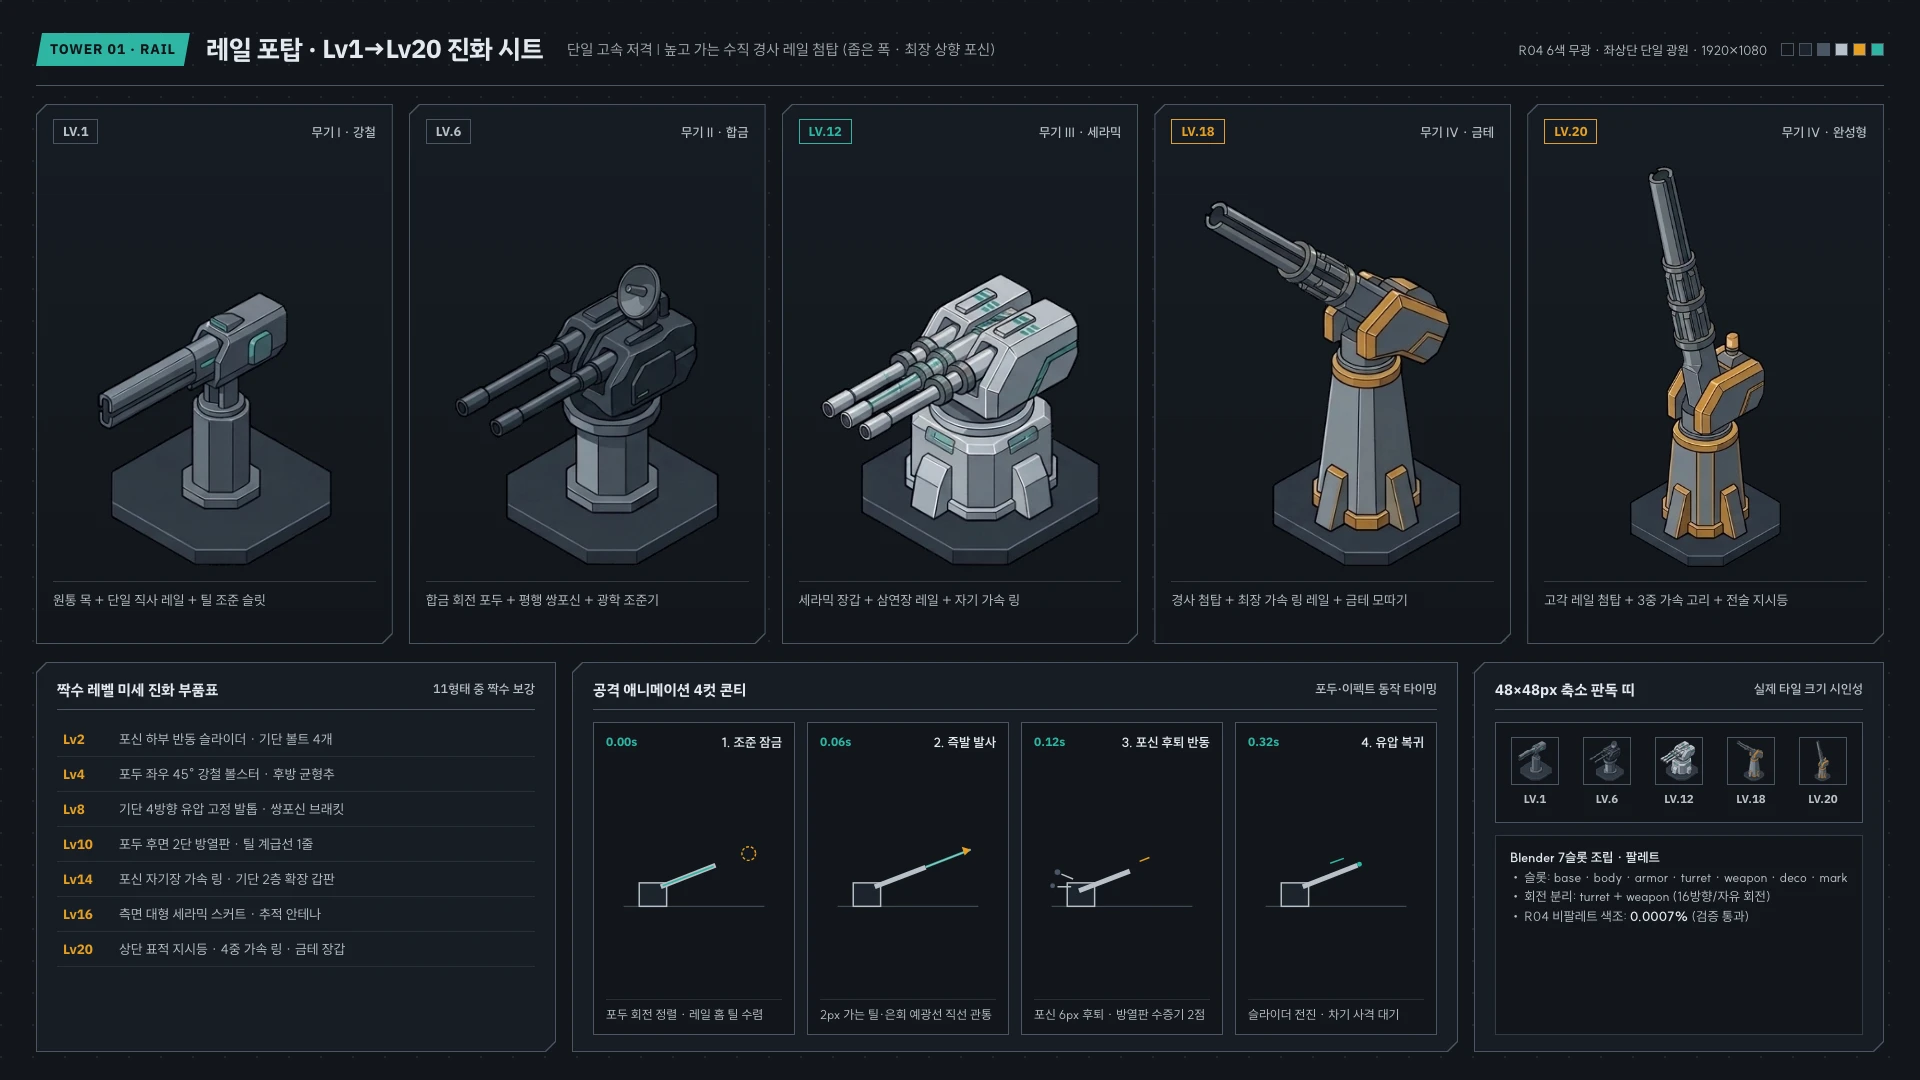 TOWER 01 · RAIL
레일 포탑 · Lv1→Lv20 진화 시트
단일 고속 저격 | 높고 가는 수직 경사 레일 첨탑 (좁은 폭 · 최장 상향 포신)
R04 6색 무광 · 좌상단 단일 광원 · 1920×1080
LV.1
무기 I · 강철
원통 목 + 단일 직사 레일 + 틸 조준 슬릿
LV.6
무기 II · 합금
합금 회전 포두 + 평행 쌍포신 + 광학 조준기
LV.12
무기 III · 세라믹
세라믹 장갑 + 삼연장 레일 + 자기 가속 링
LV.18
무기 IV · 금테
경사 첨탑 + 최장 가속 링 레일 + 금테 모따기
LV.20
무기 IV · 완성형
고각 레일 첨탑 + 3중 가속 고리 + 전술 지시등
짝수 레벨 미세 진화 부품표
11형태 중 짝수 보강
Lv2 포신 하부 반동 슬라이더 · 기단 볼트 4개
Lv4 포두 좌우 45° 강철 볼스터 · 후방 균형추
Lv8 기단 4방향 유압 고정 발톱 · 쌍포신 브래킷
Lv10 포두 후면 2단 방열판 · 틸 계급선 1줄
Lv14 포신 자기장 가속 링 · 기단 2층 확장 갑판
Lv16 측면 대형 세라믹 스커트 · 추적 안테나
Lv20 상단 표적 지시등 · 4중 가속 링 · 금테 장갑
공격 애니메이션 4컷 콘티
포두·이펙트 동작 타이밍
0.00s 1. 조준 잠금
포두 회전 정렬 · 레일 홈 틸 수렴
0.06s 2. 즉발 발사
2px 가는 틸·은회 예광선 직선 관통
0.12s 3. 포신 후퇴 반동
포신 6px 후퇴 · 방열판 수증기 2점
0.32s 4. 유압 복귀
슬라이더 전진 · 차기 사격 대기
48×48px 축소 판독 띠
실제 타일 크기 시인성
LV.1 LV.6 LV.12 LV.18 LV.20
Blender 7슬롯 조립 · 팔레트
• 슬롯: base · body · armor · turret · weapon · deco · mark
• 회전 분리: turret + weapon (16방향/자유 회전)
• R04 비팔레트 색조: 0.0007% (검증 통과)